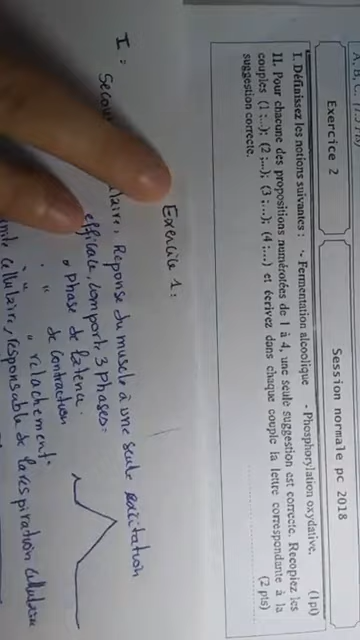 Exercice 2
Session normale pc 2018
I. Définissez les notions suivantes : - Fermentation alcoolique - Phosphorylation oxydative. (1pt)
II. Pour chacune des propositions numérotées de 1 à 4, une seule suggestion est correcte. Recopiez les
couples (1 ;...); (2 ;...); (3 ;...); (4 ;...) et écrivez dans chaque couple la lettre correspondante à la
suggestion correcte. (2 pts)
Exercice 1 :
I :
Réponse du muscle à une seule excitation
efficace, comporte 3 phases :
phase de latence.
" de contraction
" " relachement.
cellulaire, responsable de la respiration cellulaire